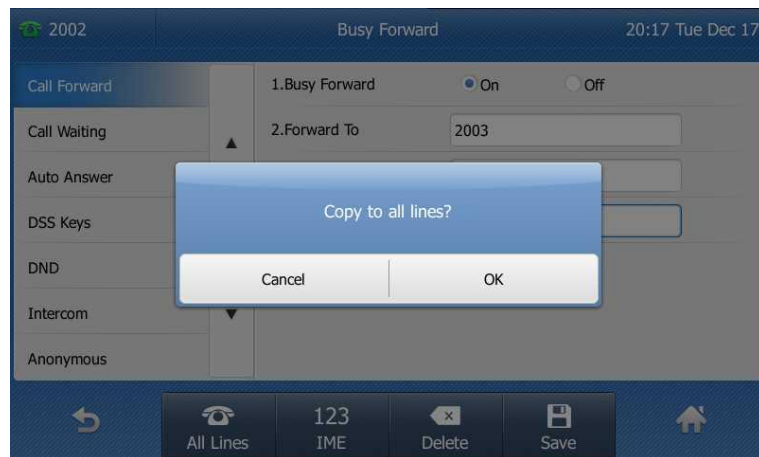 2002 Busy Forward 20:17 Tue Dec 17
Call Forward
Call Waiting
Auto Answer
DSS Keys
DND
Intercom
Anonymous
1.Busy Forward On Off
2.Forward To 2003
Copy to all lines?
Cancel OK
All Lines
123
IME
Delete
Save